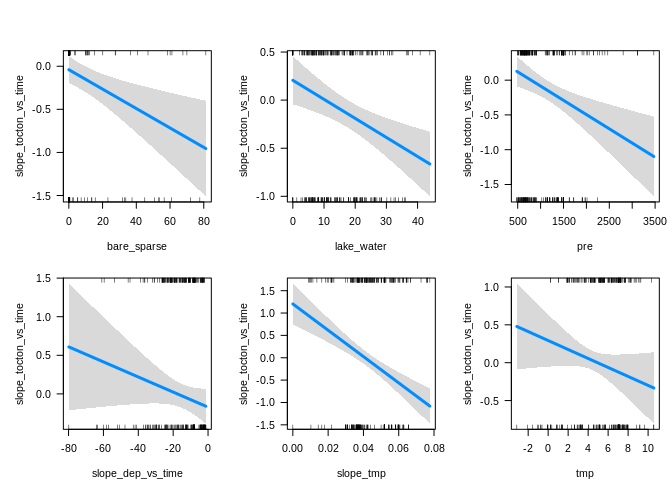 0.0
-0.5
-1.0
-1.5
slope_tocton_vs_time
0 20 40 60 80
bare_sparse
0.5
0.0
-0.5
-1.0
slope_tocton_vs_time
0 10 20 30 40
lake_water
0.0
-0.5
-1.0
-1.5
slope_tocton_vs_time
500 1500 2500 3500
pre
1.5
1.0
0.5
0.0
slope_tocton_vs_time
-80 -60 -40 -20 0
slope_dep_vs_time
1.5
1.0
0.5
0.0
-0.5
-1.0
-1.5
slope_tocton_vs_time
0.00 0.02 0.04 0.06 0.08
slope_tmp
1.0
0.5
0.0
-0.5
slope_tocton_vs_time
-2 0 2 4 6 8 10
tmp